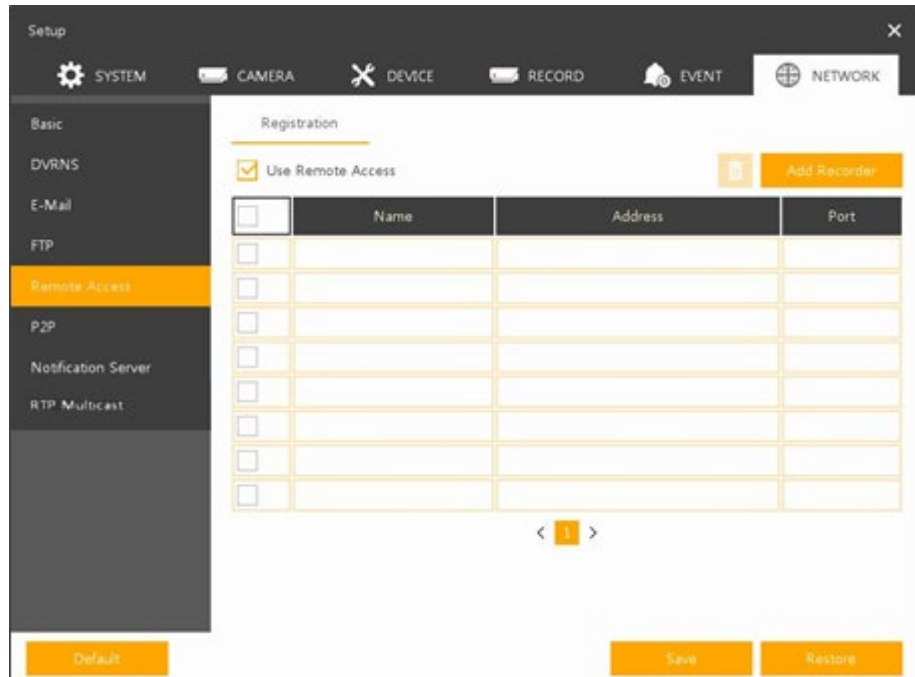 Setup
SYSTEM CAMERA DEVICE RECORD EVENT NETWORK
Basic
DVRNS
E-Mail
FTP
Remote Access
P2P
Notification Server
RTP Multicast
Registration
Use Remote Access Add Recorder
Name Address Port
1
Default Save Restore